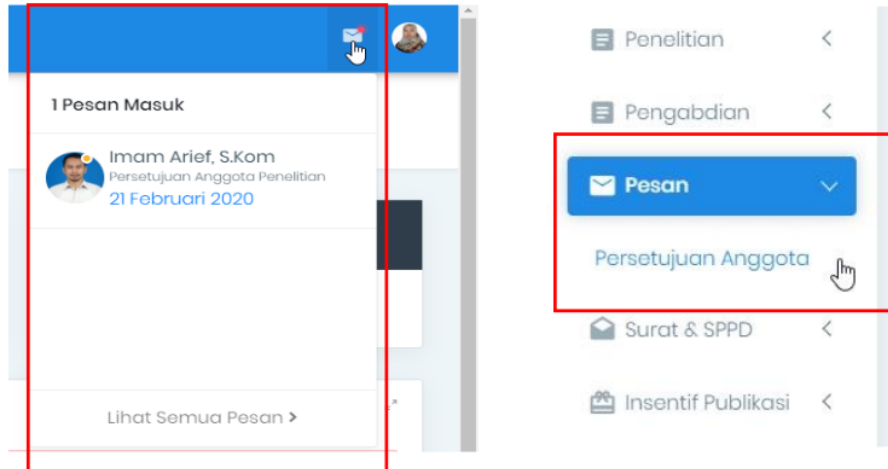 1 Pesan Masuk
Imam Arief, S.Kom
Persetujuan Anggota Penelitian
21 Februari 2020
Lihat Semua Pesan >
Penelitian
Pengabdian
Pesan
Persetujuan Anggota
Surat & SPPD
Insentif Publikasi